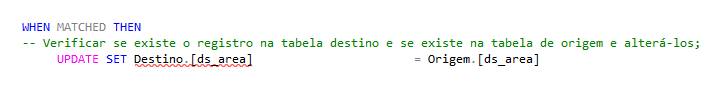 WHEN MATCHED THEN
-- Verificar se existe o registro na tabela destino e se existe na tabela de origem e alterá-los;
UPDATE SET Destino.[ds_area] = Origem.[ds_area]